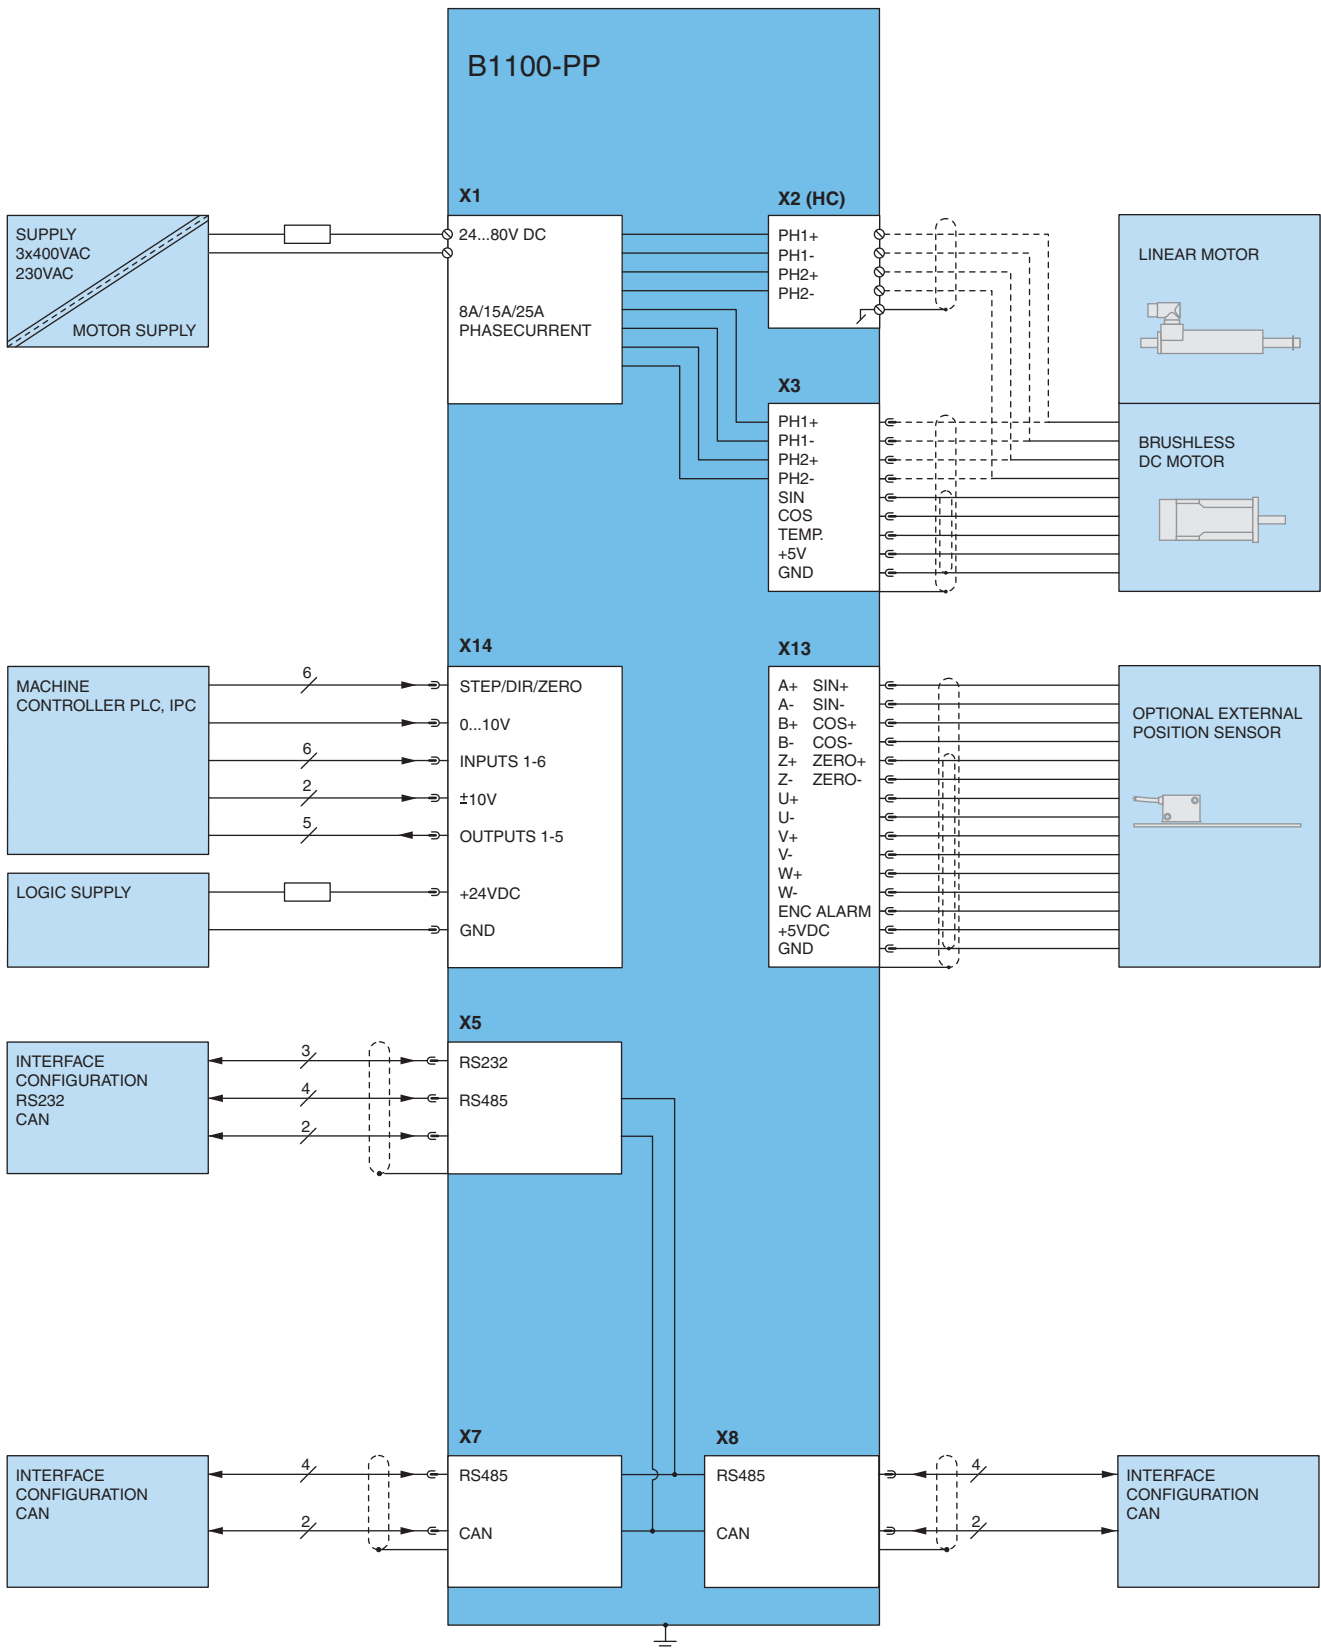 B1100-PP
X1
X2 (HC)
SUPPLY
3x400VAC
230VAC
MOTOR SUPPLY
24...80V DC
8A/15A/25A
PHASECURRENT
PH1+
PH1-
PH2+
PH2-
LINEAR MOTOR
X3
PH1+
PH1-
PH2+
PH2-
SIN
COS
TEMP.
+5V
GND
BRUSHLESS
DC MOTOR
X14
MACHINE
CONTROLLER PLC, IPC
6
STEP/DIR/ZERO
0...10V
6
INPUTS 1-6
2
±10V
5
OUTPUTS 1-5
LOGIC SUPPLY
+24VDC
GND
X13
A+ SIN+
A- SIN-
B+ COS+
B- COS-
Z+ ZERO+
Z- ZERO-
U+
U-
V+
V-
W+
W-
ENC ALARM
+5VDC
GND
OPTIONAL EXTERNAL
POSITION SENSOR
X5
INTERFACE
CONFIGURATION
RS232
CAN
3
RS232
4
RS485
2
X7
INTERFACE
CONFIGURATION
CAN
4
RS485
2
CAN
X8
RS485
CAN
4
2
INTERFACE
CONFIGURATION
CAN